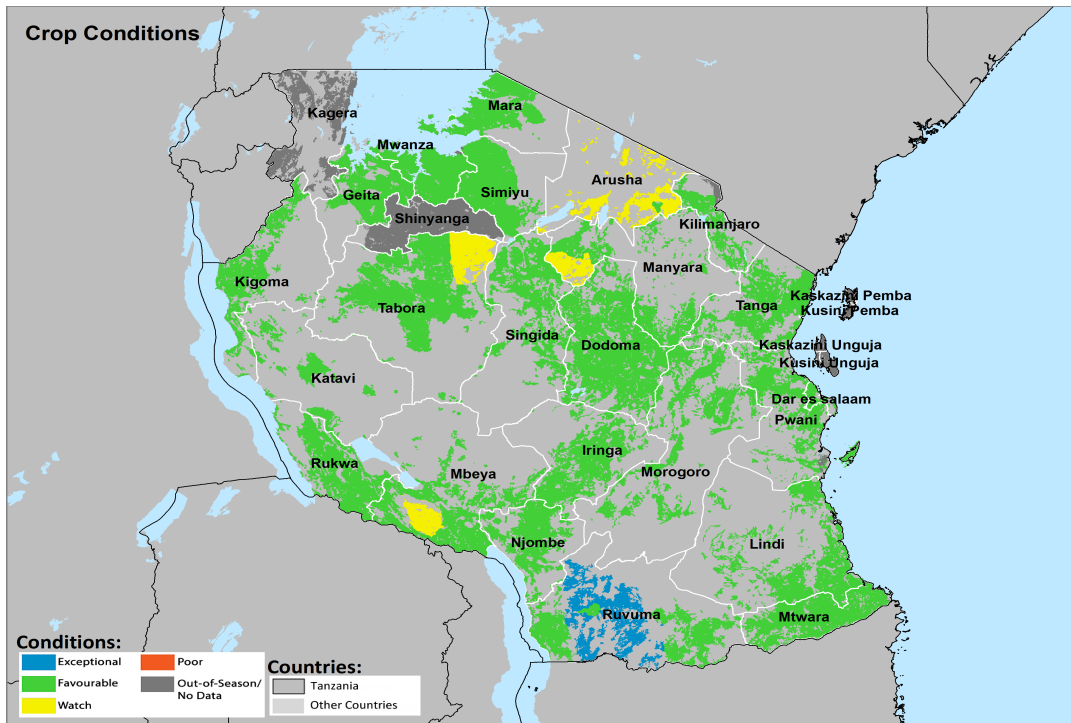 Crop Conditions
Mara
Kagera
Mwanza
Arusha
Geita
Simiyu
Shinyanga
Kilimanjaro
Manyara
Kigoma
Kaskazini Pemba
Tabora
Tanga
Kusini Pemba
Singida
Dodoma
Kaskazini Unguja
Kusini Unguja
Katavi
Dar es salaam
Pwani
Iringa
Rukwa
Mbeya
Morogoro
Njombe
Lindi
Ruvuma
Mtwara
Conditions:
Exceptional
Poor
Favourable
Out-of-Season/
No Data
Watch
Countries:
Tanzania
Other Countries